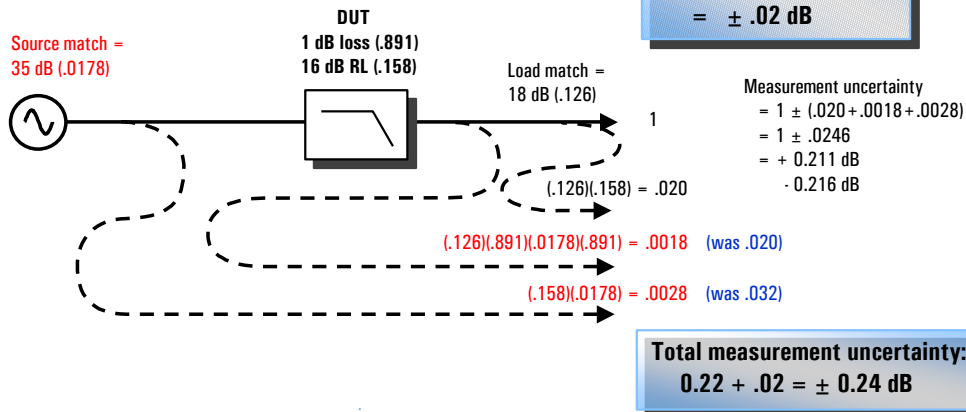 = ± .02 dB
DUT
1 dB loss (.891)
16 dB RL (.158)
Source match =
35 dB (.0178)
Load match =
18 dB (.126)
1
Measurement uncertainty
= 1 ± (.020+.0018+.0028)
= 1 ± .0246
= + 0.211 dB
- 0.216 dB
(.126)(.158) = .020
(.126)(.891)(.0178)(.891) = .0018 (was .020)
(.158)(.0178) = .0028 (was .032)
Total measurement uncertainty:
0.22 + .02 = ± 0.24 dB